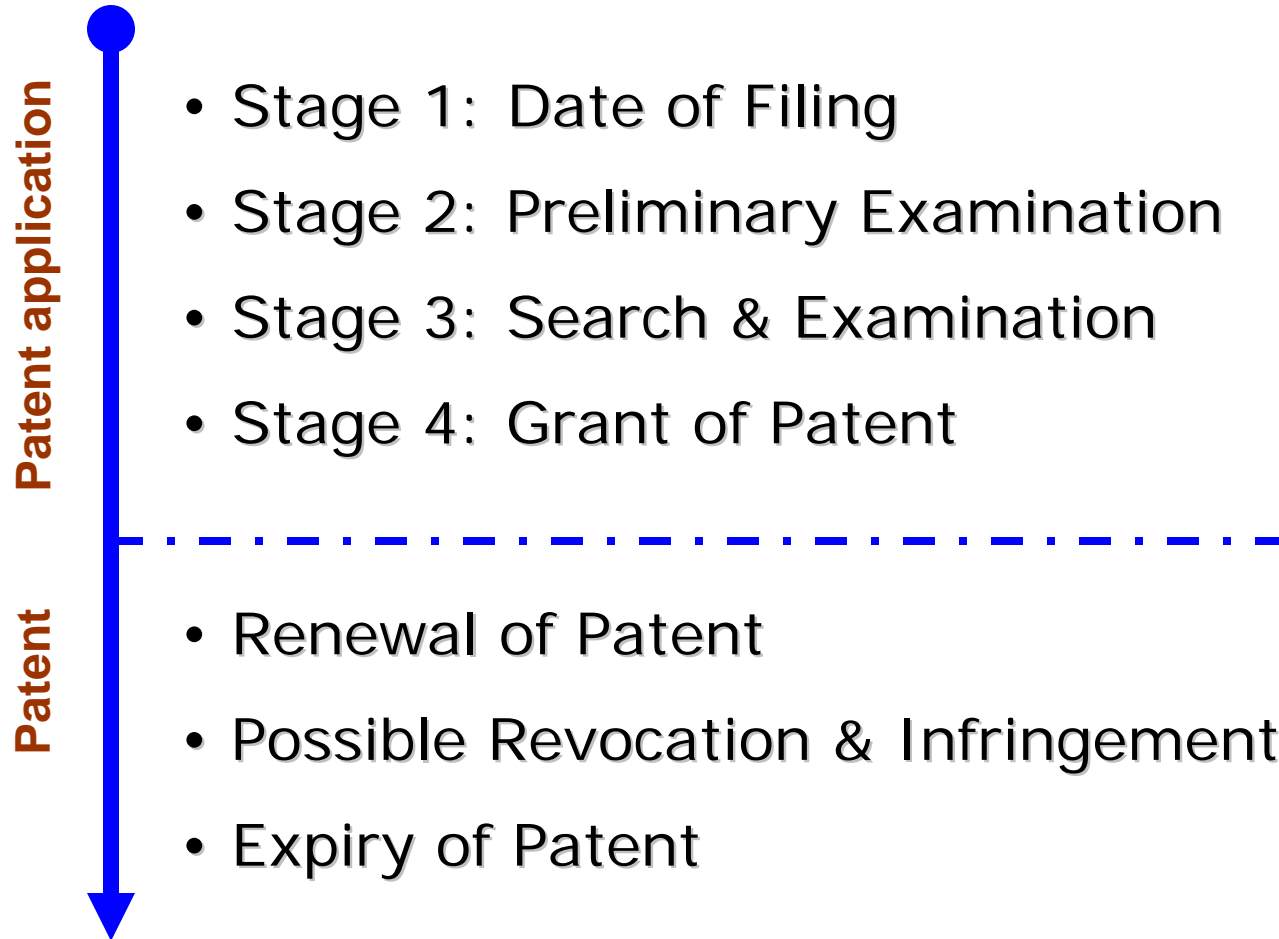 Patent application
• Stage 1: Date of Filing
• Stage 2: Preliminary Examination
• Stage 3: Search & Examination
• Stage 4: Grant of Patent
Patent
• Renewal of Patent
• Possible Revocation & Infringement
• Expiry of Patent